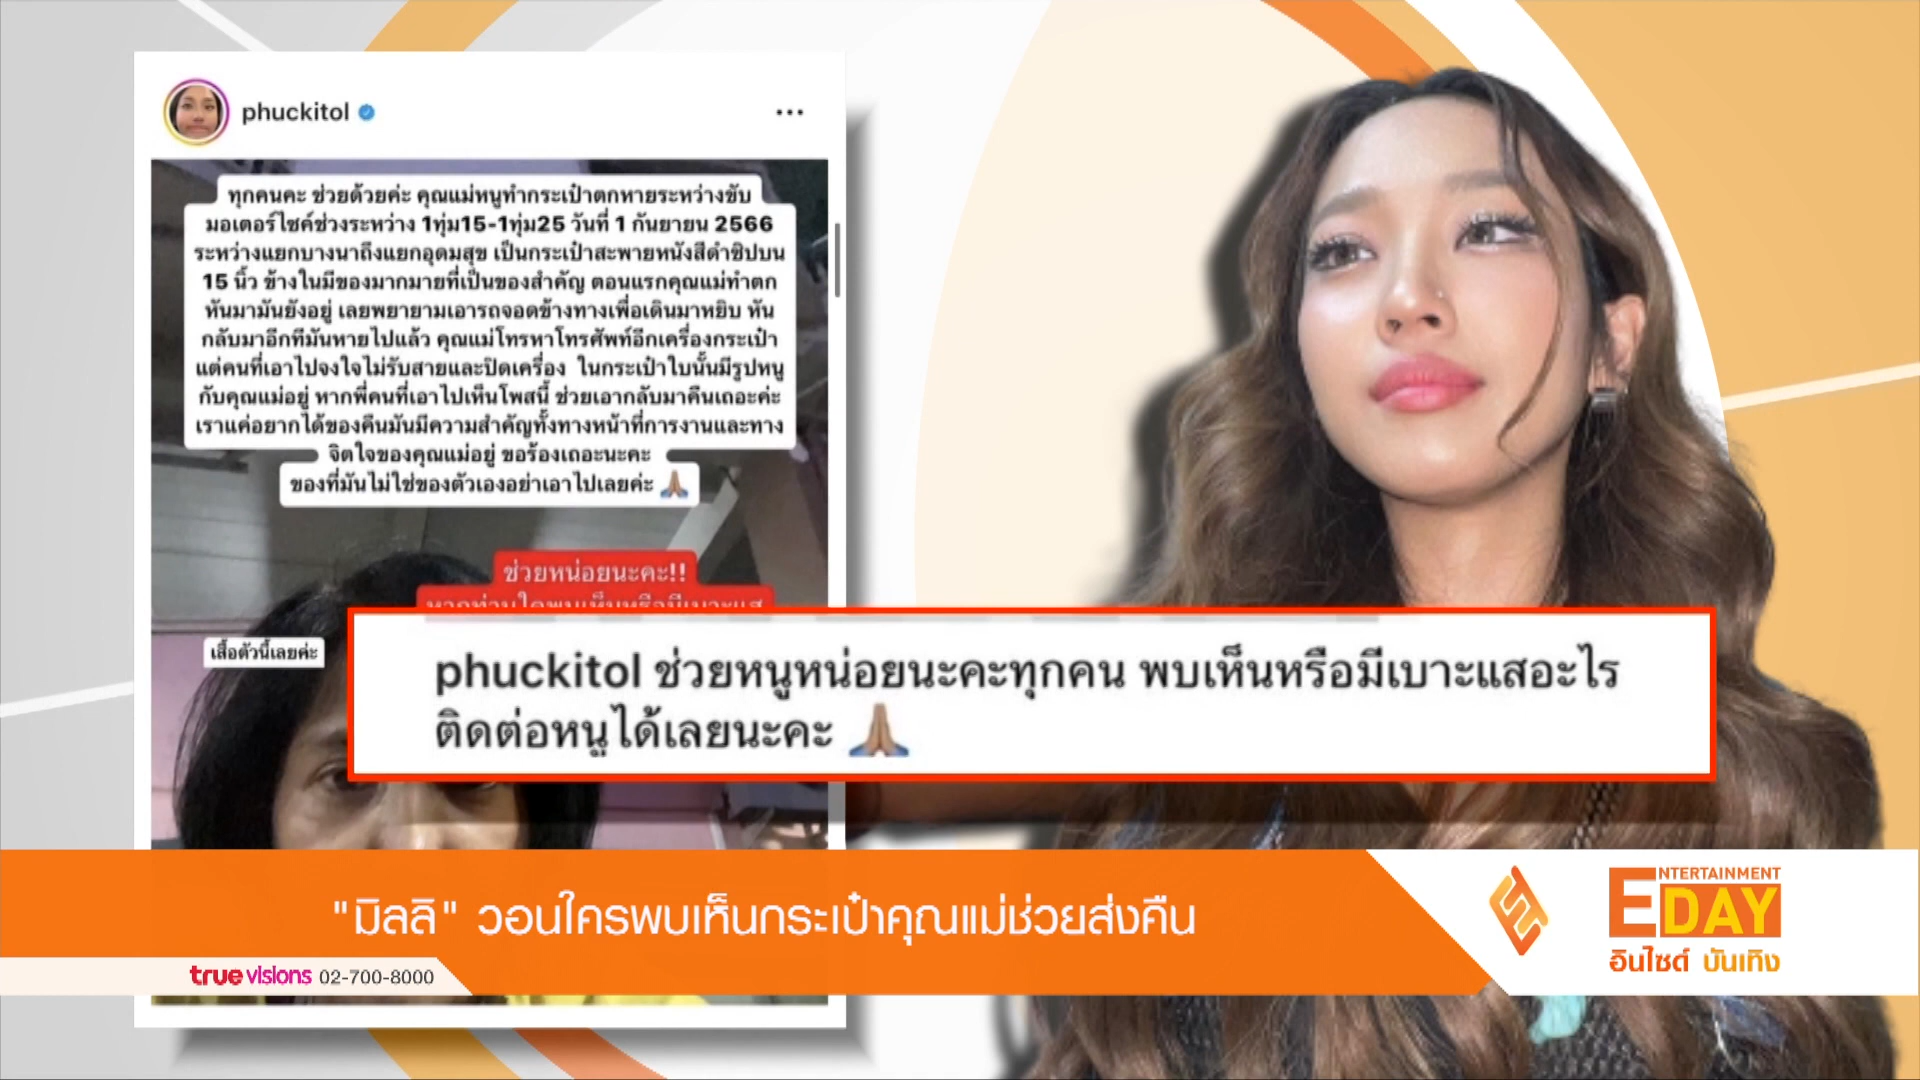 phuckitol
ทุกคนคะ ช่วยด้วยค่ะ คุณแม่หนูทำกระเป๋าตกหายระหว่างขับ
มอเตอร์ไซค์ช่วงระหว่าง 1ทุ่ม15-1ทุ่ม25 วันที่ 1 กันยายน 2566
ระหว่างแยกบางนาถึงแยกอุดมสุข เป็นกระเป๋าสะพายหนังสีดำซิปบน
15 นิ้ว ข้างในมีของมากมายที่เป็นของสำคัญ ตอนแรกคุณแม่ทำตก
หันมามันยังอยู่ เลยพยายามเอารถจอดข้างทางเพื่อเดินมาหยิบ หัน
กลับมาอีกทีมันหายไปแล้ว คุณแม่โทรหาโทรศัพท์อีกเครื่องกระเป๋า
แต่คนที่เอาไปจงใจไม่รับสายและปิดเครื่อง ในกระเป๋าใบนั้นมีรูปหนู
กับคุณแม่อยู่ หากพี่คนที่เอาไปเห็นโพสนี้ ช่วยเอากลับมาคืนเถอะค่ะ
เราแค่อยากได้ของคืนมันมีความสำคัญทั้งทางหน้าที่การงานและทาง
จิตใจของคุณแม่อยู่ ขอร้องเถอะนะคะ
ของที่มันไม่ใช่ของตัวเองอย่าเอาไปเลยค่ะ 🙏🏽
ช่วยหน่อยนะคะ!!
หากท่านใดพบเห็นหรือมีเบาะแส
เสื้อตัวนี้เลยค่ะ
phuckitol ช่วยหนูหน่อยนะคะทุกคน พบเห็นหรือมีเบาะแสอะไร
ติดต่อหนูได้เลยนะคะ 🙏🏽
"มิลลิ" วอนใครพบเห็นกระเป๋าคุณแม่ช่วยส่งคืน
ENTERTAINMENT
DAY
อินไซด์ บันเทิง
truevisions 02-700-8000